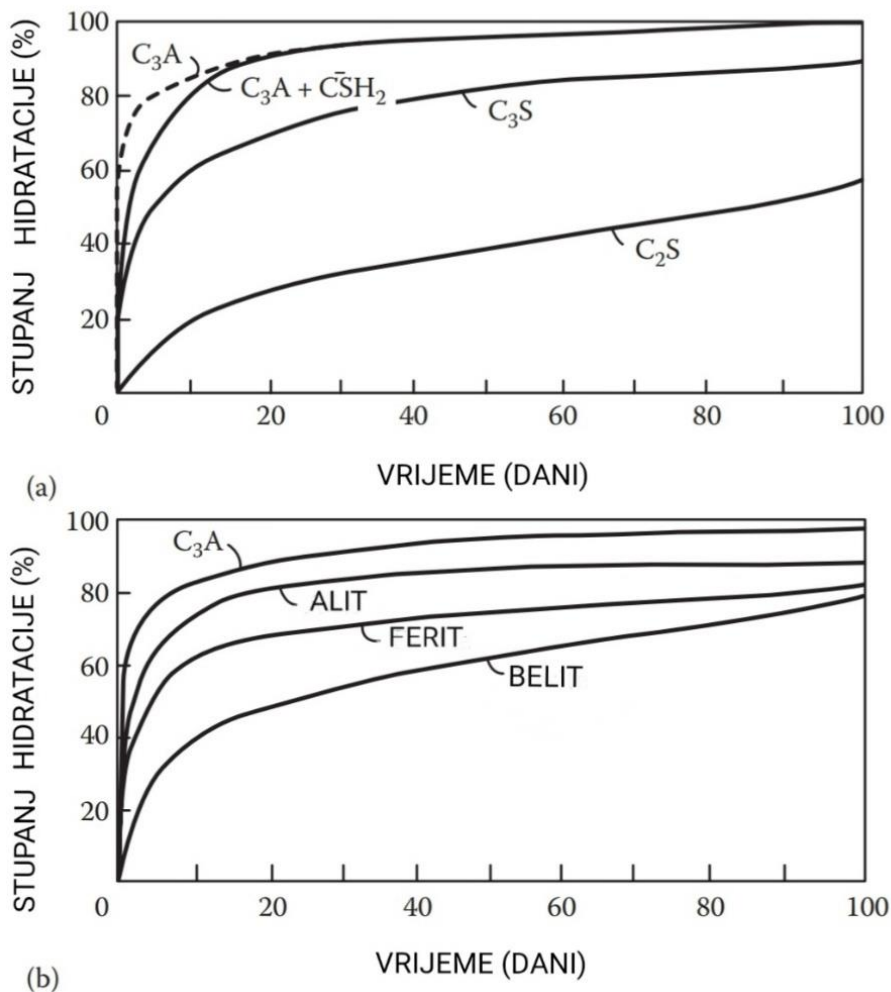 STUPANJ HIDRATACIJE (%)
100
80
60
40
20
C₃A
C₃A + CS̄H₂
C₃S
C₂S
0 20 40 60 80 100
VRIJEME (DANI)
(a)
STUPANJ HIDRATACIJE (%)
100
80
60
40
20
C₃A
ALIT
FERIT
BELIT
0 20 40 60 80 100
VRIJEME (DANI)
(b)